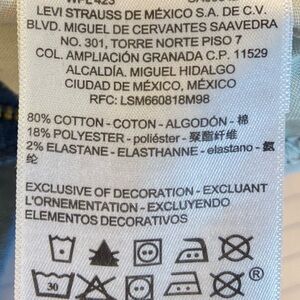 WPL 423
LEVI STRAUSS DE MÉXICO S.A. DE C.V.
BLVD. MIGUEL DE CERVANTES SAAVEDRA
NO. 301, TORRE NORTE PISO 7
COL. AMPLIACIÓN GRANADA C.P. 11529
ALCALDÍA. MIGUEL HIDALGO
CIUDAD DE MÉXICO, MÉXICO
RFC: LSM660818M98
80% COTTON - COTON - ALGODÓN - 棉
18% POLYESTER - poliéster - 聚酯纤维
2% ELASTANE - ELASTHANNE - elastano - 氨
纶
EXCLUSIVE OF DECORATION - EXCLUANT
L'ORNEMENTATION - EXCLUYENDO
ELEMENTOS DECORATIVOS
30 ®